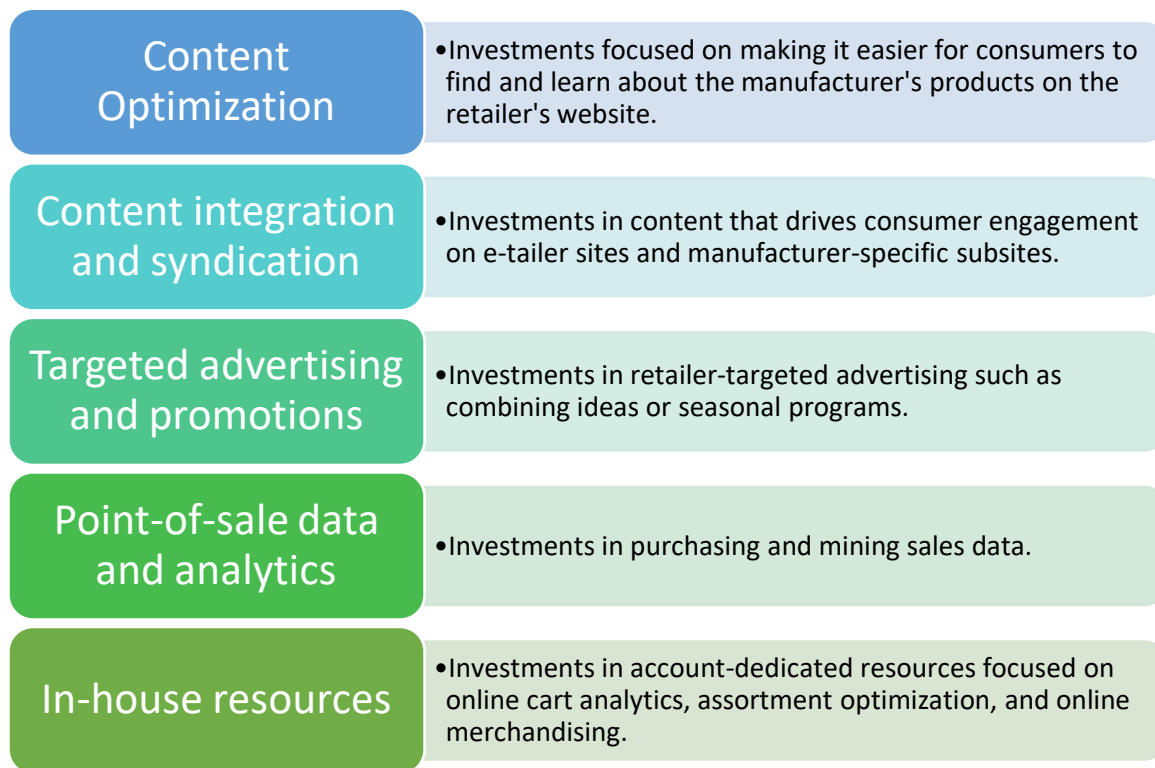 Content
Optimization
•Investments focused on making it easier for consumers to
find and learn about the manufacturer's products on the
retailer's website.
Content integration
and syndication
•Investments in content that drives consumer engagement
on e-tailer sites and manufacturer-specific subsites.
Targeted advertising
and promotions
•Investments in retailer-targeted advertising such as
combining ideas or seasonal programs.
Point-of-sale data
and analytics
•Investments in purchasing and mining sales data.
In-house resources
•Investments in account-dedicated resources focused on
online cart analytics, assortment optimization, and online
merchandising.